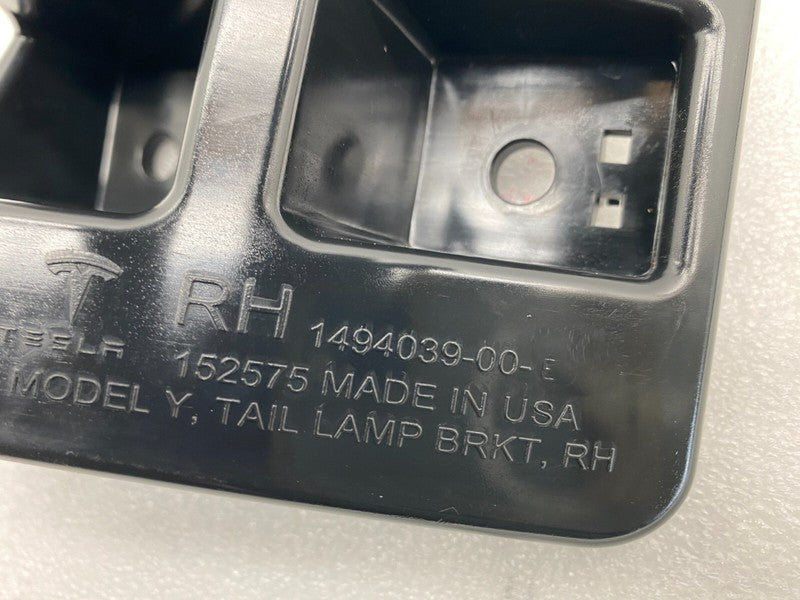 TESLA RH 1494039-00-E
152575 MADE IN USA
MODEL Y, TAIL LAMP BRKT, RH